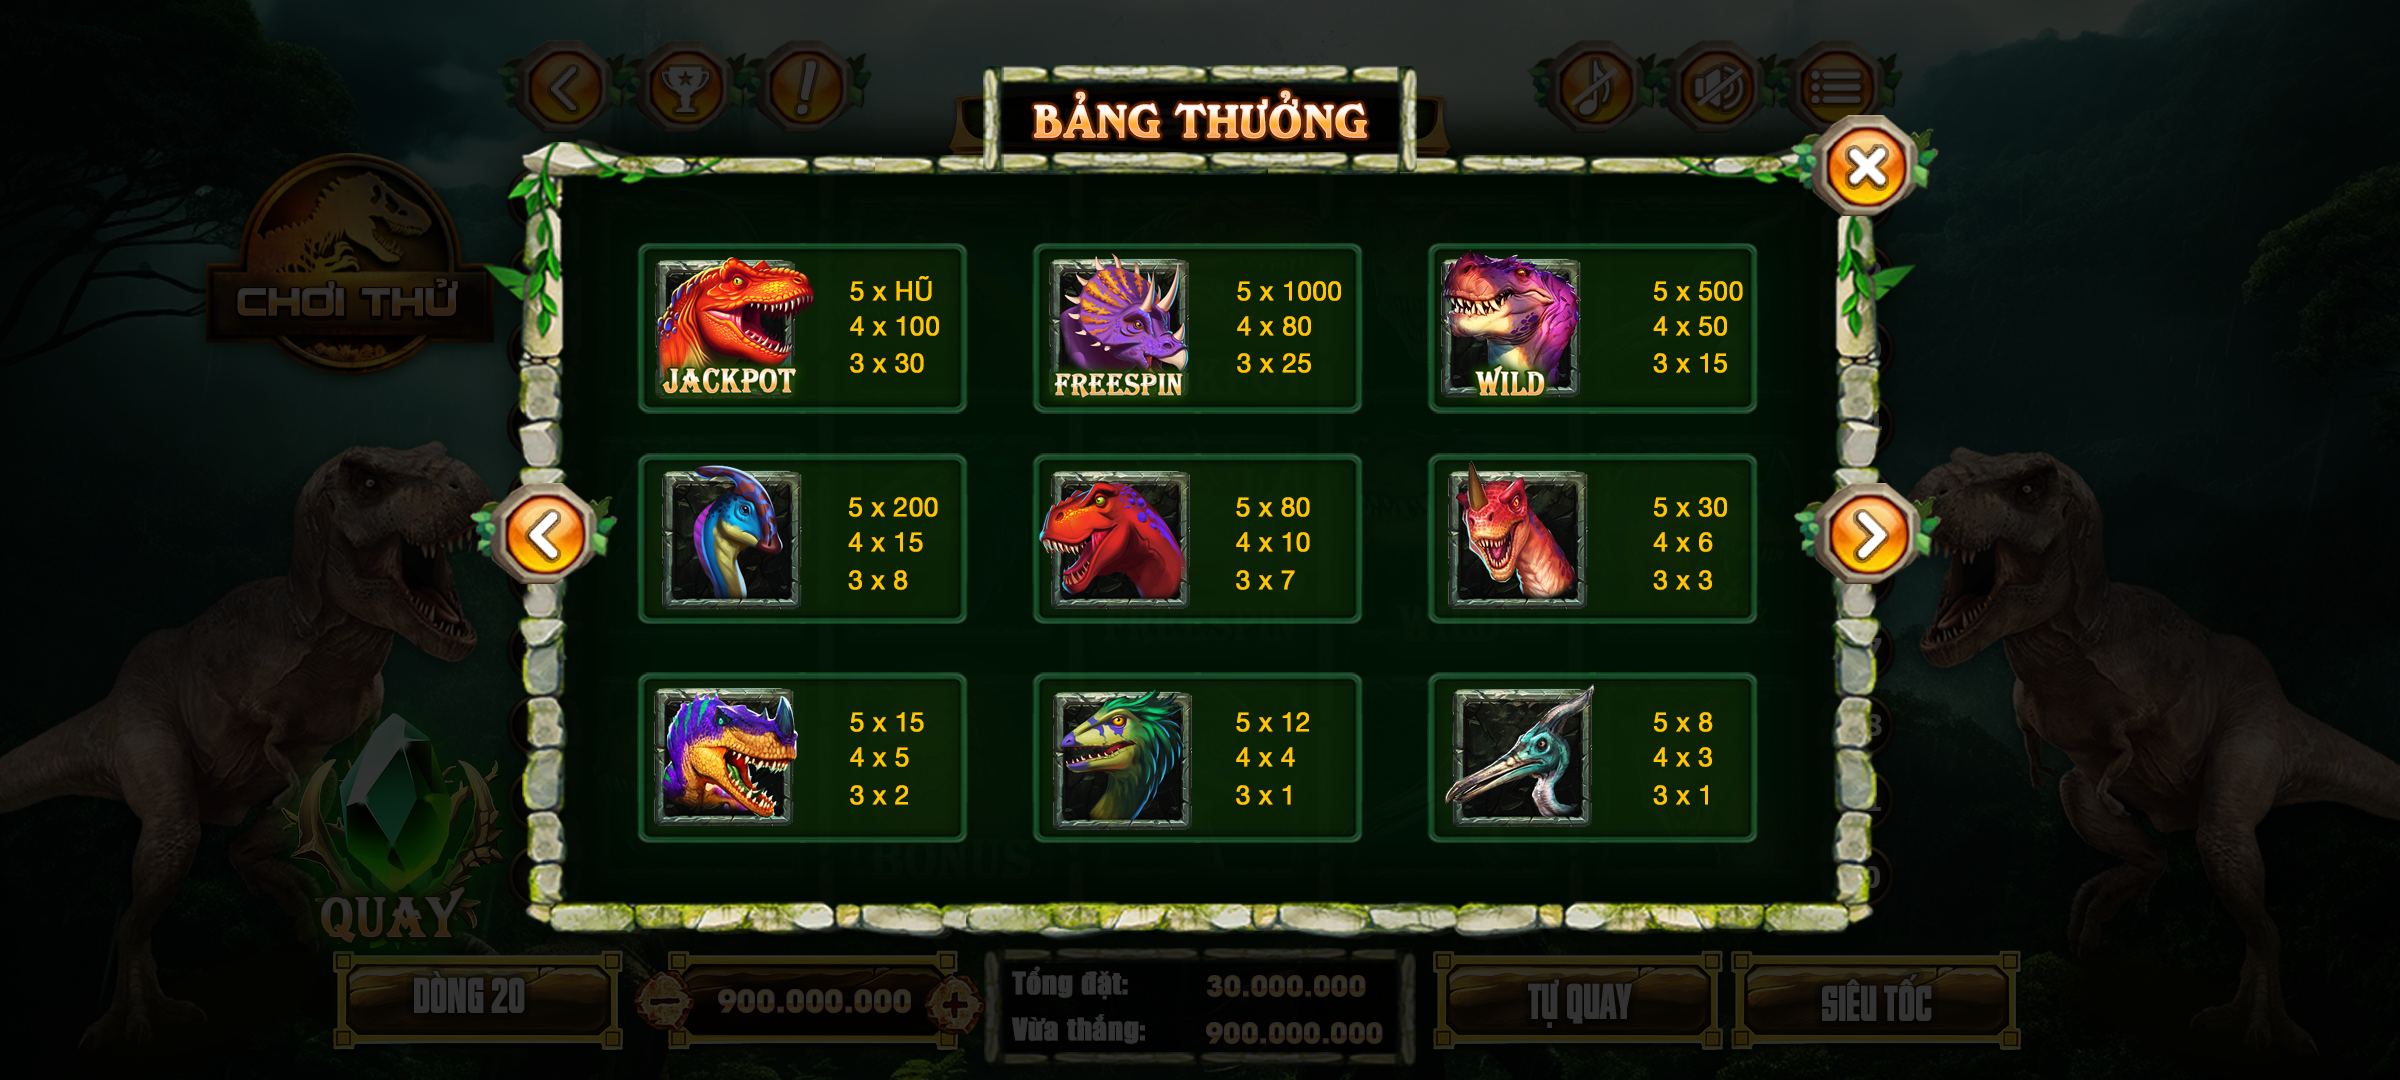 BẢNG THƯỞNG
CHƠI THỬ
JACKPOT
5 x HŨ
4 x 100
3 x 30
FREESPIN
5 x 1000
4 x 80
3 x 25
WILD
5 x 500
4 x 50
3 x 15
5 x 200
4 x 15
3 x 8
5 x 80
4 x 10
3 x 7
5 x 30
4 x 6
3 x 3
5 x 15
4 x 5
3 x 2
5 x 12
4 x 4
3 x 1
5 x 8
4 x 3
3 x 1
FREESPIN
WILD
BONUS
QUAY
DÒNG 20
900.000.000
Tổng đặt: 30.000.000
Vừa thắng: 900.000.000
TỰ QUAY
SIÊU TỐC